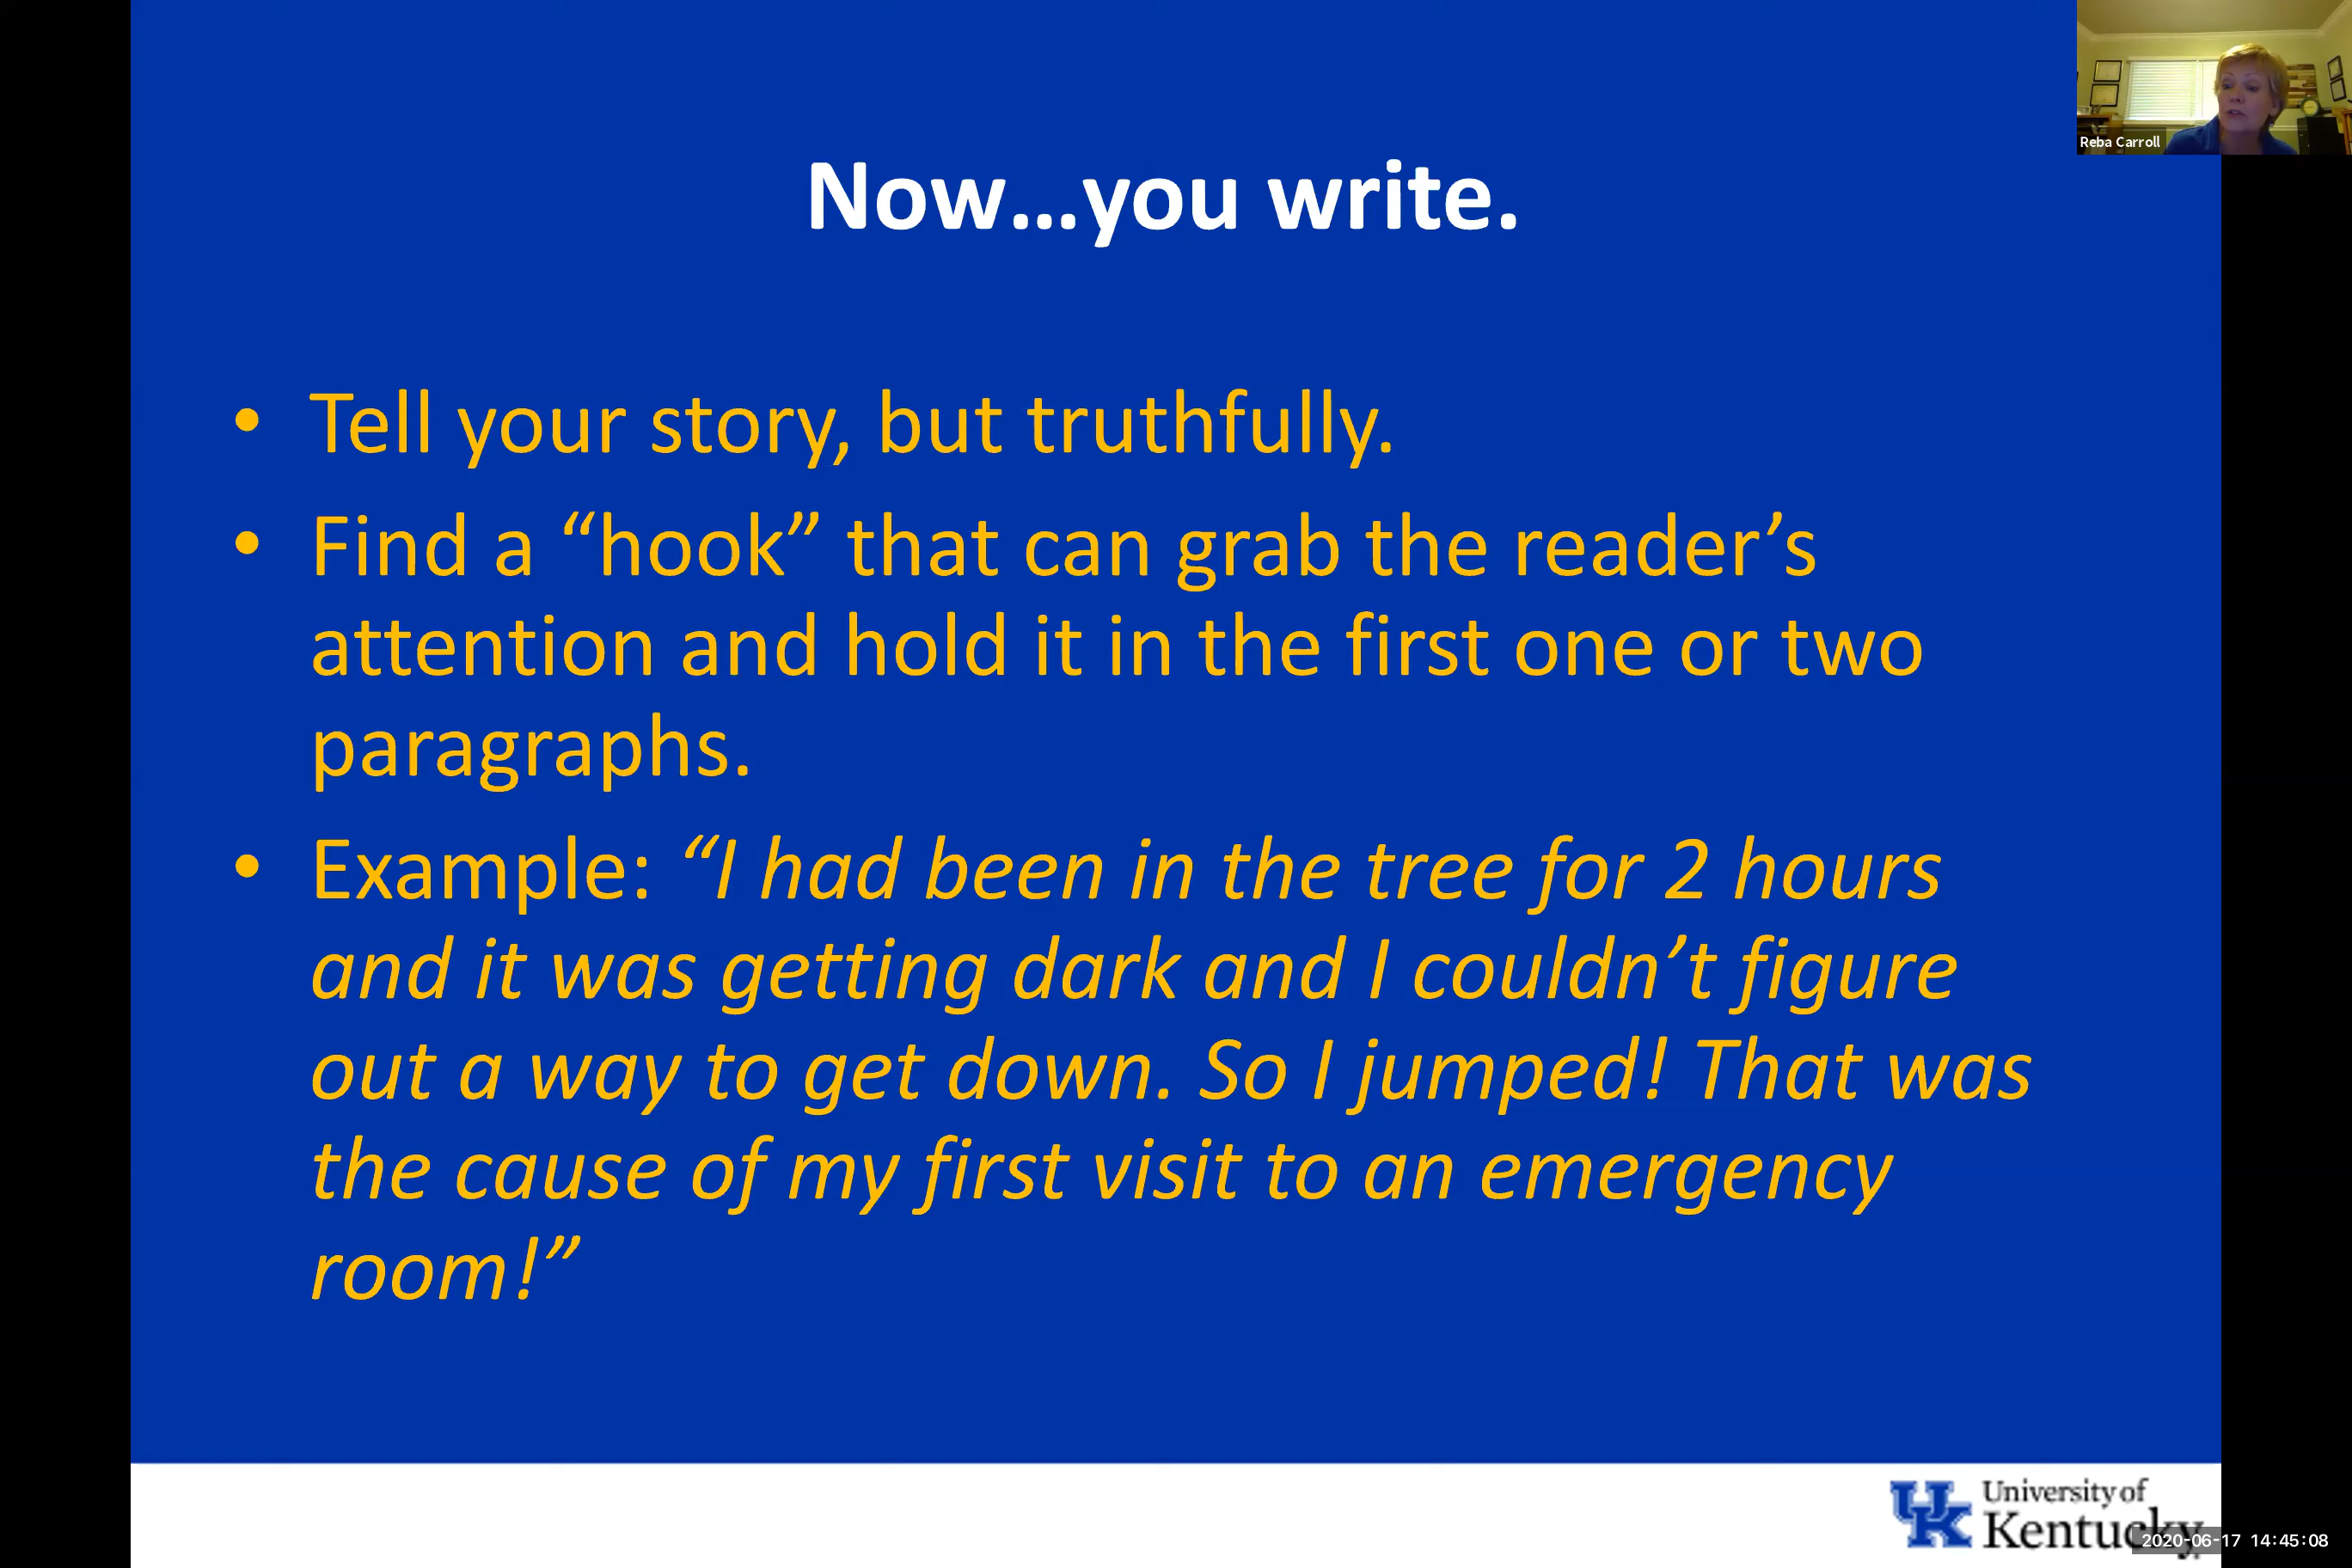 Reba Carroll
Now...you write.
• Tell your story, but truthfully.
• Find a “hook” that can grab the reader’s
attention and hold it in the first one or two
paragraphs.
• Example: “I had been in the tree for 2 hours
and it was getting dark and I couldn’t figure
out a way to get down. So I jumped! That was
the cause of my first visit to an emergency
room!”
UK
University of
Kentucky
2020-06-17 14:45:08